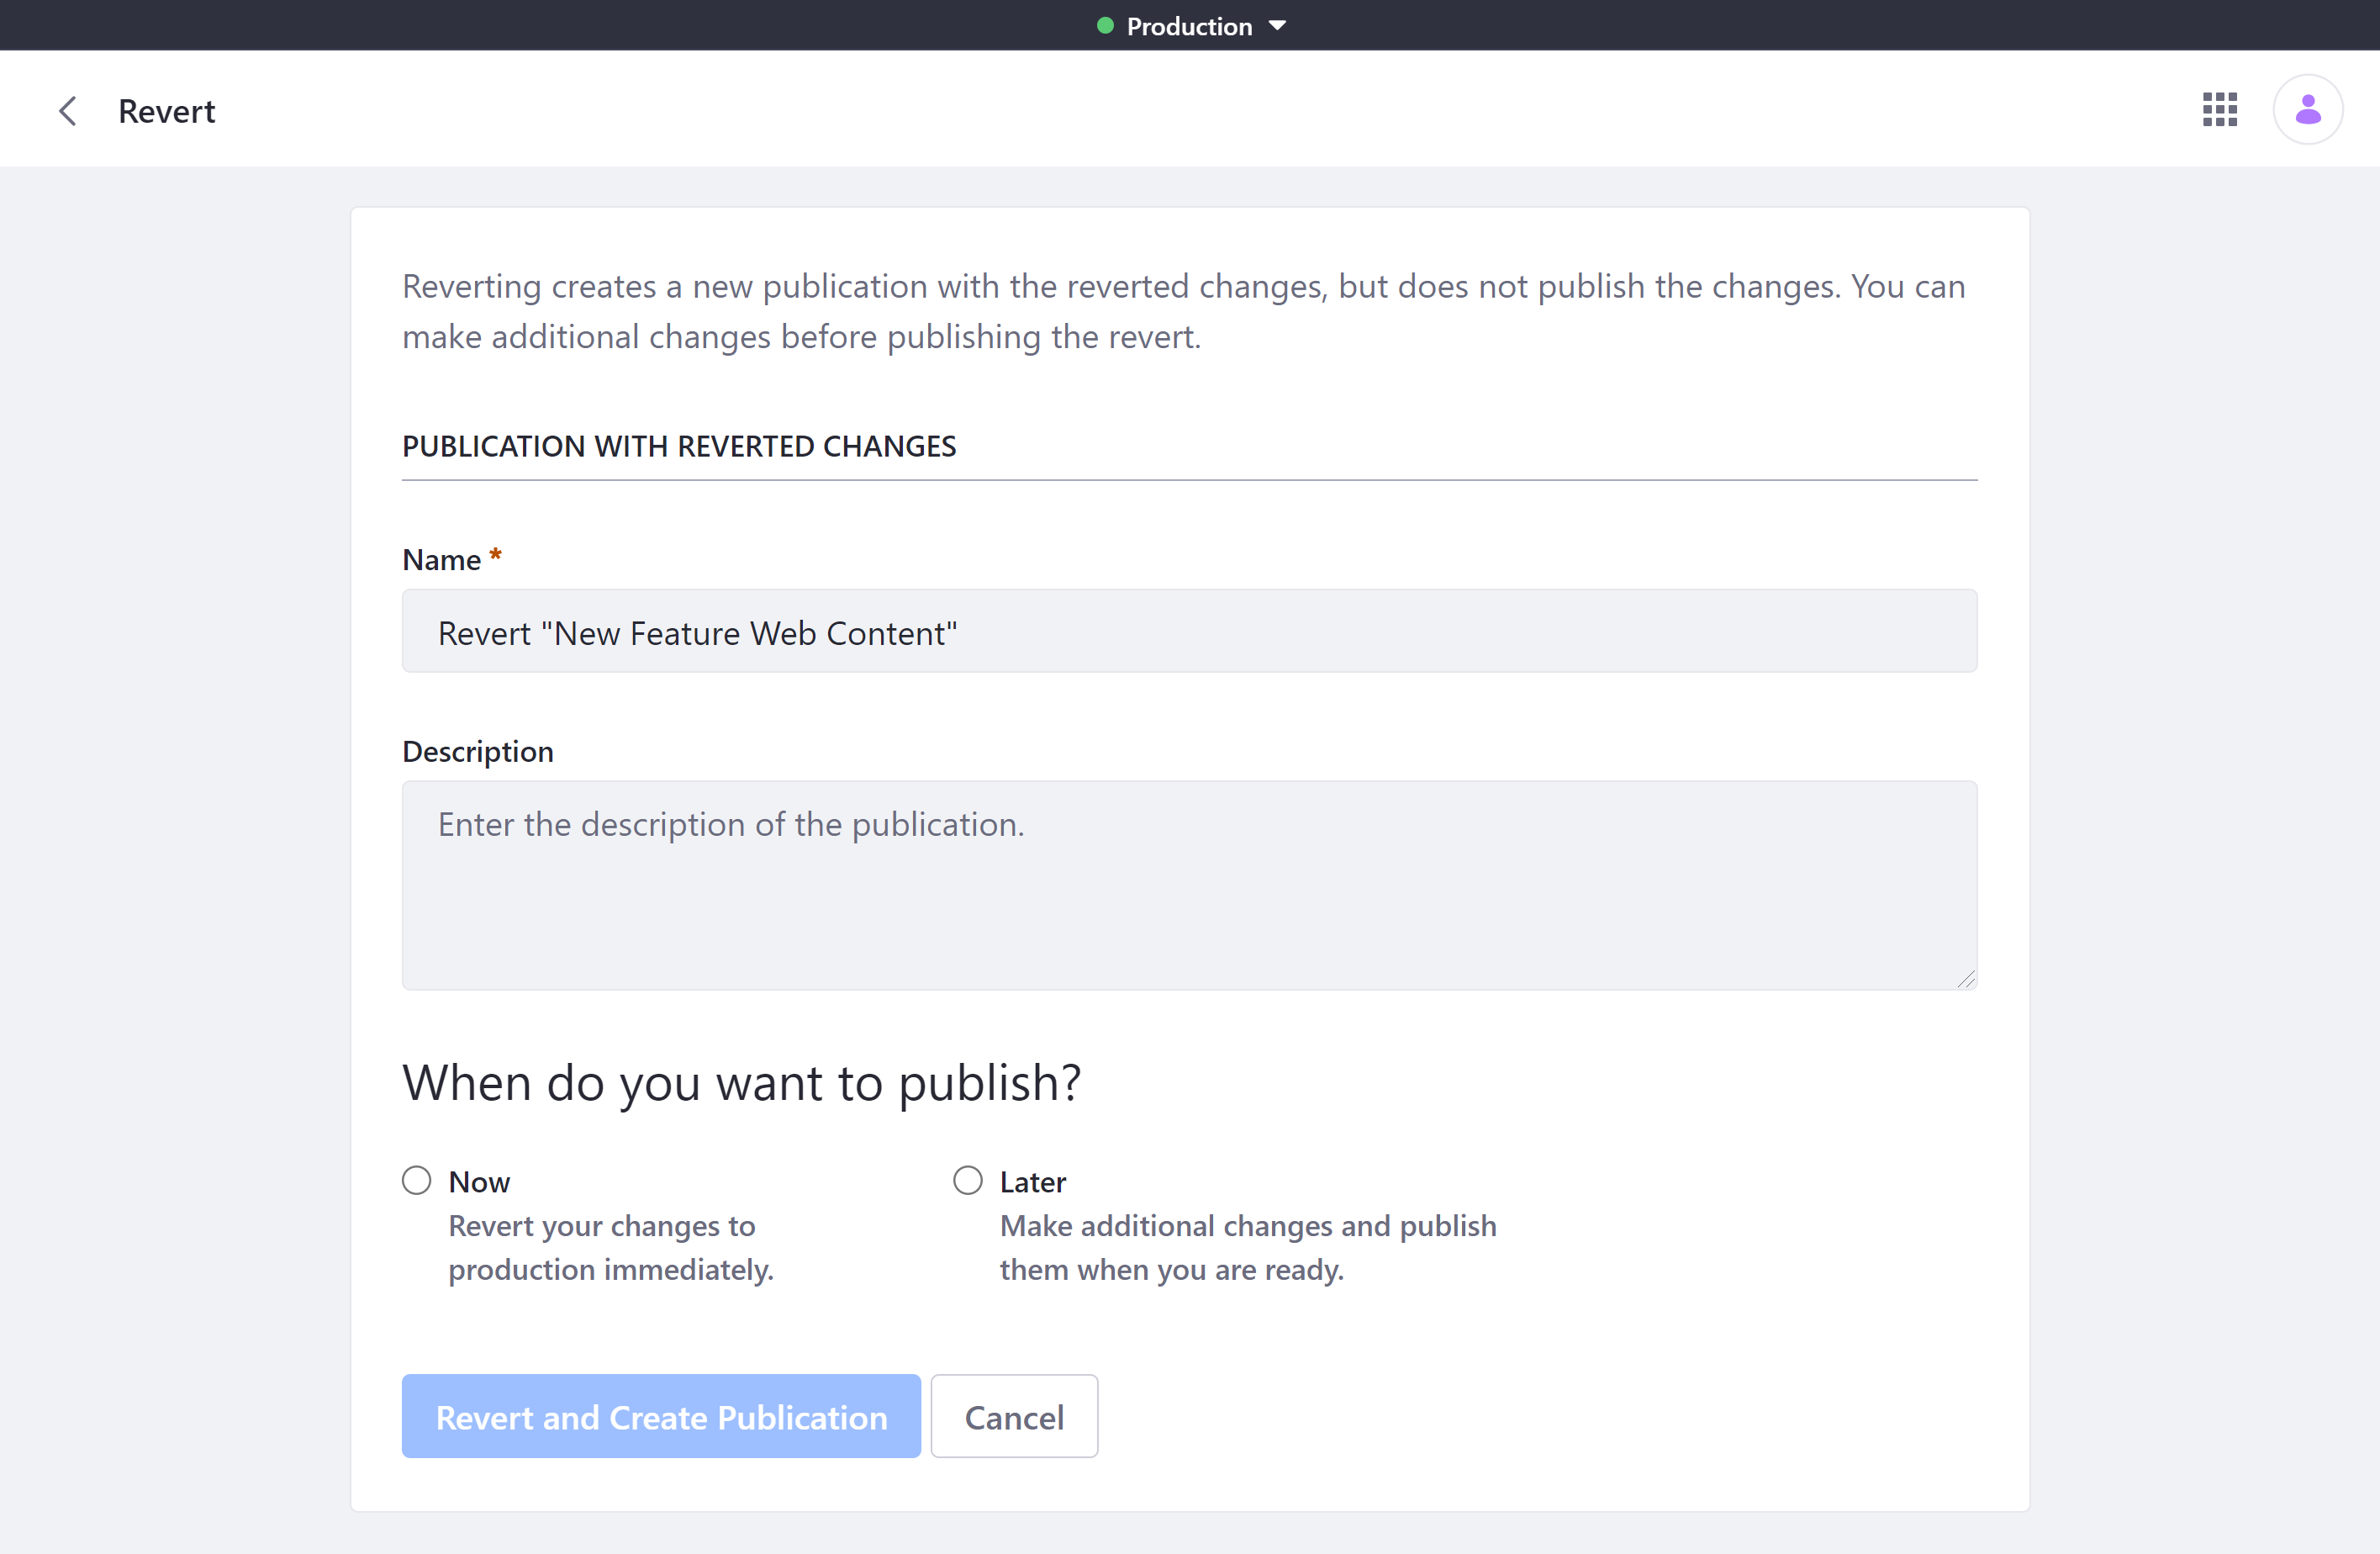 Production
Revert
Reverting creates a new publication with the reverted changes, but does not publish the changes. You can
make additional changes before publishing the revert.
PUBLICATION WITH REVERTED CHANGES
Name *
Revert "New Feature Web Content"
Description
Enter the description of the publication.
When do you want to publish?
Now
Revert your changes to
production immediately.
Later
Make additional changes and publish
them when you are ready.
Revert and Create Publication
Cancel